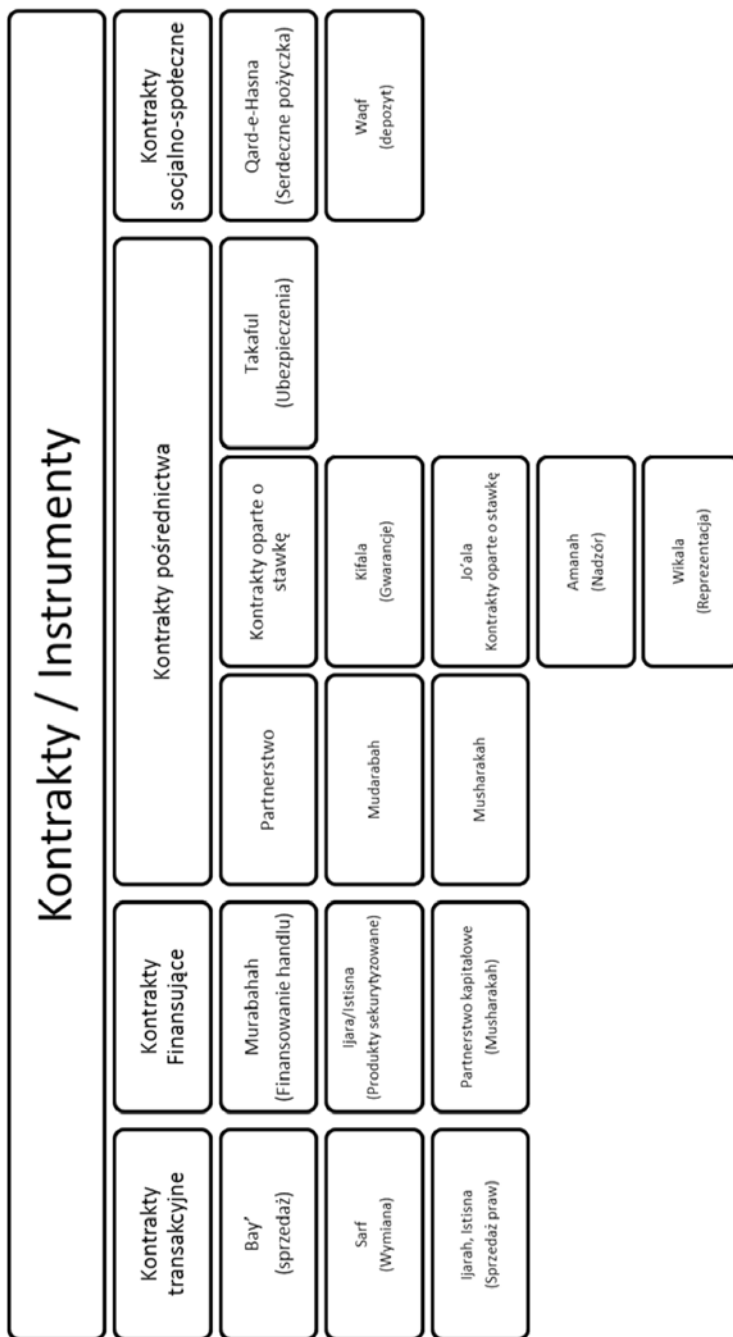 Kontrakty / Instrumenty
Kontrakty
transakcyjne
Bay’
(sprzedaż)
Sarf
(Wymiana)
Ijarah, Istisna
(Sprzedaż praw)
Kontrakty
Finansujące
Murabahah
(Finansowanie handlu)
Ijara/Istisna
(Produkty sekurytyzowane)
Partnerstwo kapitałowe
(Musharakah)
Kontrakty pośrednictwa
Partnerstwo
Mudarabah
Musharakah
Kontrakty oparte o
stawkę
Kifala
(Gwarancje)
Jo’ala
Kontrakty oparte o stawkę
Amanah
(Nadzór)
Wikala
(Reprezentacja)
Takaful
(Ubezpieczenia)
Kontrakty
socjalno-społeczne
Qard-e-Hasna
(Serdeczne pożyczka)
Waqf
(depozyt)